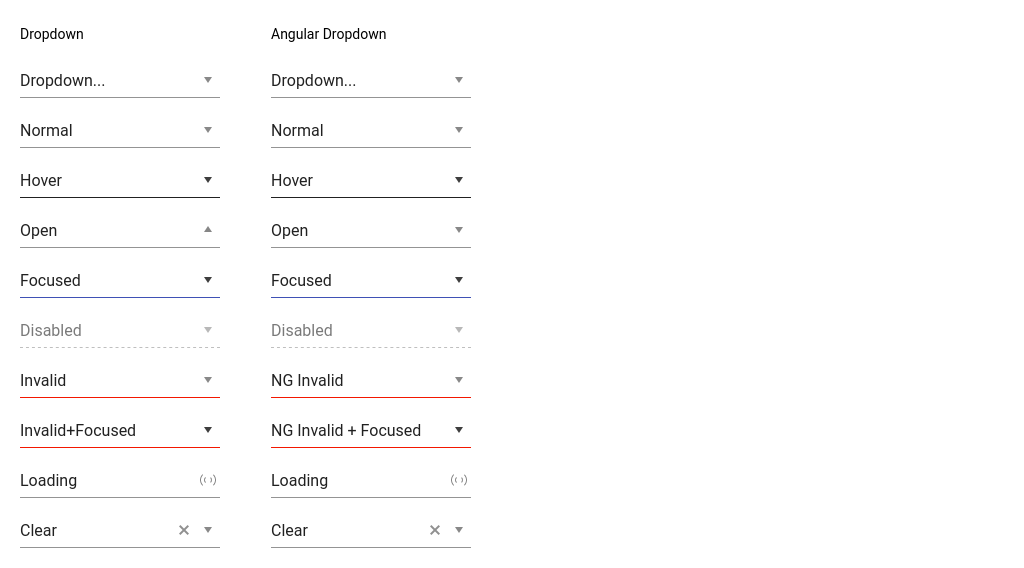 Dropdown
Angular Dropdown
Dropdown...
Dropdown...
Normal
Normal
Hover
Hover
Open
Open
Focused
Focused
Disabled
Disabled
Invalid
NG Invalid
Invalid+Focused
NG Invalid + Focused
Loading
Loading
Clear
Clear